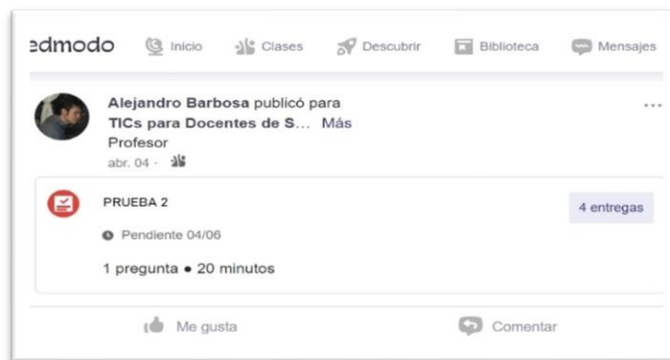 edmodo Inicio Clases Descubrir Biblioteca Mensajes
Alejandro Barbosa publicó para
TICs para Docentes de S... Más
Profesor
abr. 04 ·
PRUEBA 2
4 entregas
Pendiente 04/06
1 pregunta • 20 minutos
Me gusta Comentar